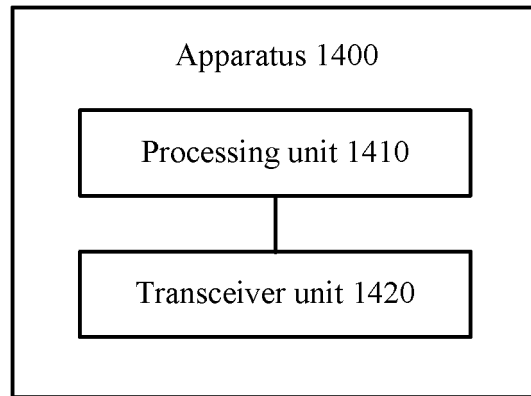 Apparatus 1400
Processing unit 1410
Transceiver unit 1420